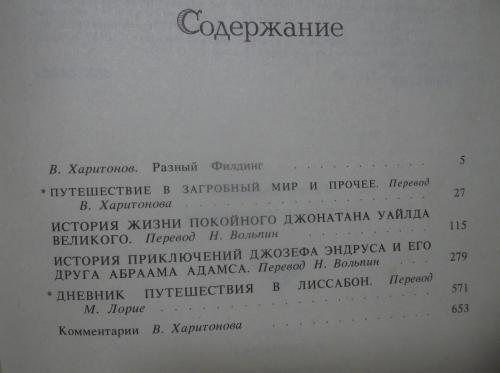 Содержание
В. Харитонов. Разный Филдинг . . . . . . . . 5
* ПУТЕШЕСТВИЕ В ЗАГРОБНЫЙ МИР И ПРОЧЕЕ. Перевод
В. Харитонова . . . . . . . . . . . 27
ИСТОРИЯ ЖИЗНИ ПОКОЙНОГО ДЖОНАТАНА УАЙЛДА
ВЕЛИКОГО. Перевод Н. Вольпин . . . . . . 115
ИСТОРИЯ ПРИКЛЮЧЕНИЙ ДЖОЗЕФА ЭНДРУСА И ЕГО
ДРУГА АБРААМА АДАМСА. Перевод Н. Вольпин . . 279
* ДНЕВНИК ПУТЕШЕСТВИЯ В ЛИССАБОН. Перевод
М. Лорие . . . . . . . . . . . . 571
Комментарии В. Харитонова . . . . . . . . 653